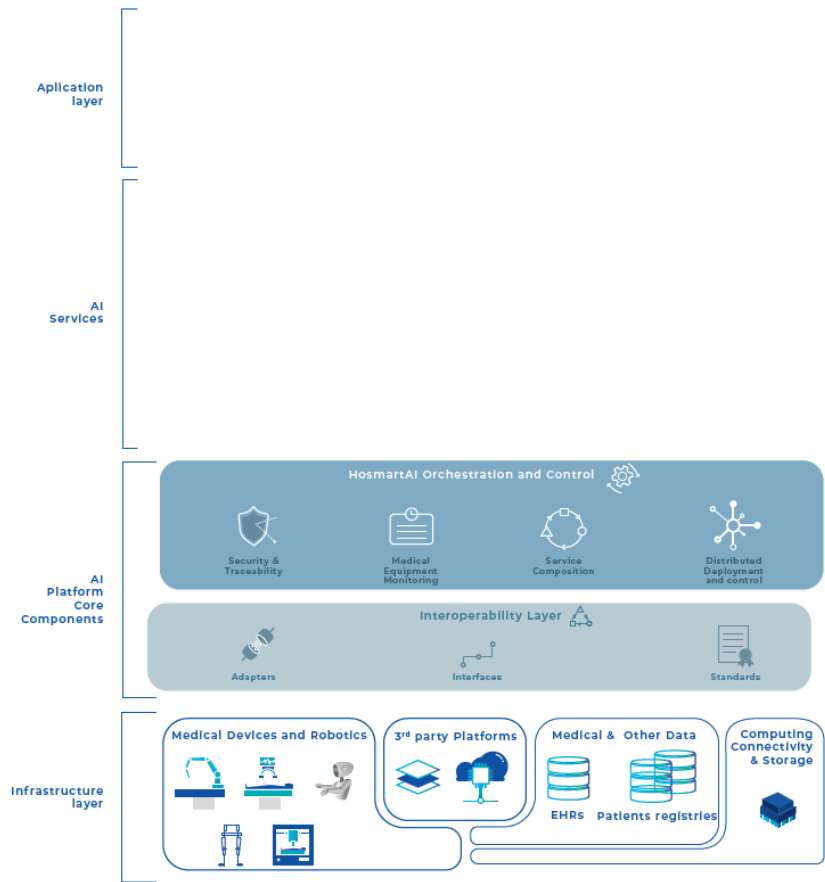 Aplication
layer
AI
Services
AI
Platform
Core
Components
HosmartAI Orchestration and Control
Security &
Traceability
Medical
Equipment
Monitoring
Service
Composition
Distributed
Deployment
and control
Interoperability Layer
Adapters
Interfaces
Standards
Infrastructure
layer
Medical Devices and Robotics
3rd party Platforms
Medical & Other Data
EHRs
Patients registries
Computing
Connectivity
& Storage